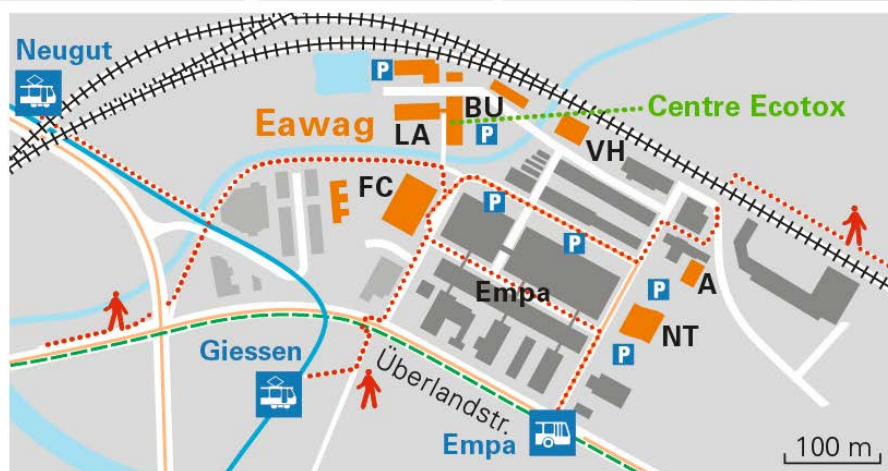 Neugut
P
BU
Centre Ecotox
Eawag
LA
P
VH
FC
P
P
Empa
P
A
NT
P
Giessen
Überlandstr.
Empa
100 m